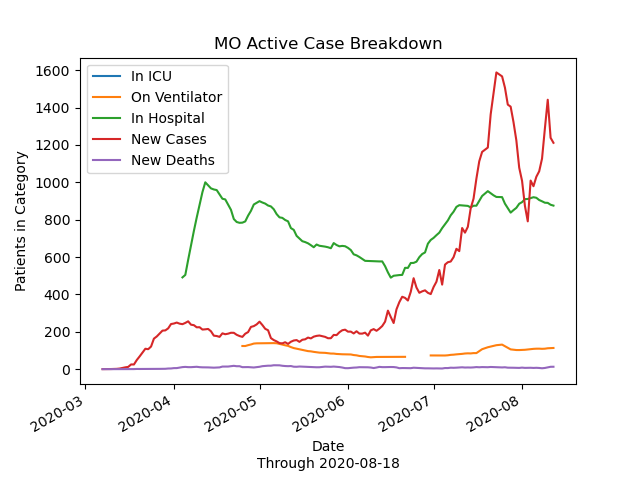 MO Active Case Breakdown
In ICU
On Ventilator
In Hospital
New Cases
New Deaths
Patients in Category
1600
1400
1200
1000
800
600
400
200
0
2020-03
2020-04
2020-05
2020-06
2020-07
2020-08
Date
Through 2020-08-18